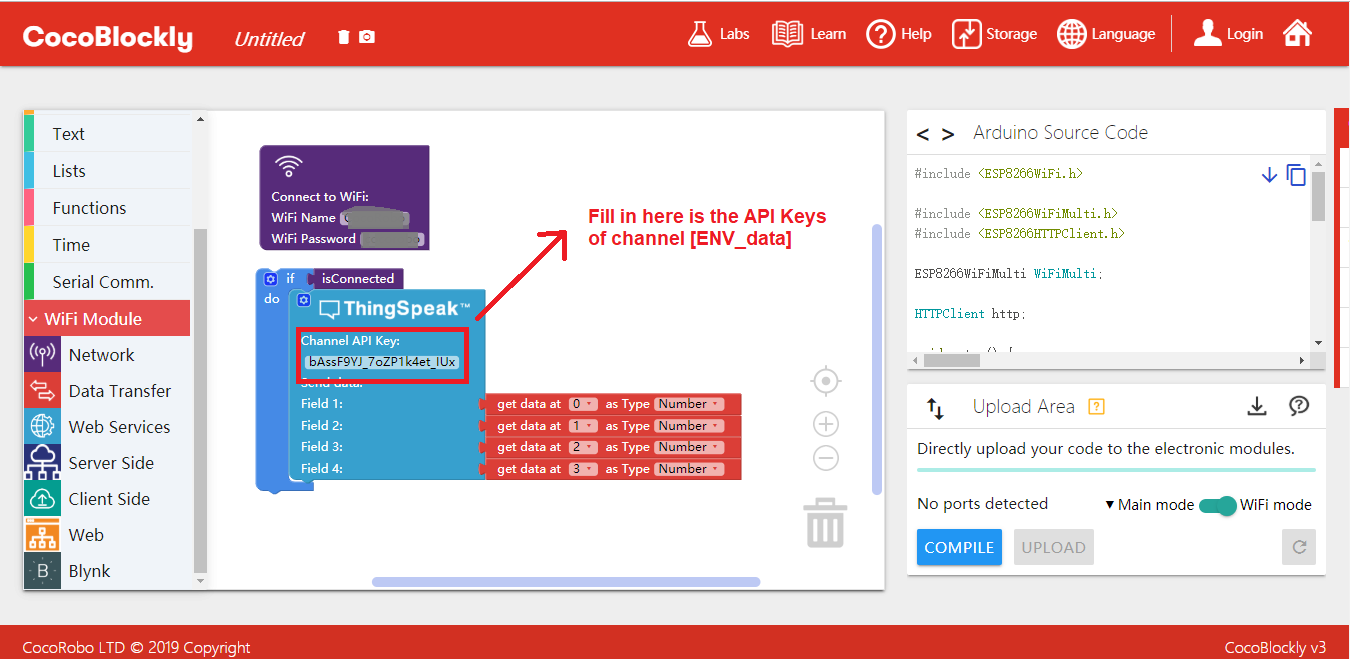 CocoBlockly
Untitled
Labs
Learn
Help
Storage
Language
Login
Text
Lists
Functions
Time
Serial Comm.
WiFi Module
Network
Data Transfer
Web Services
Server Side
Client Side
Web
B Blynk
Connect to WiFi:
WiFi Name
WiFi Password
if isConnected
do
ThingSpeak™
Channel API Key:
bAssF9YJ_7oZP1k4et_IUx
Send data:
Field 1: get data at 0 as Type Number
Field 2: get data at 1 as Type Number
Field 3: get data at 2 as Type Number
Field 4: get data at 3 as Type Number
Fill in here is the API Keys
of channel [ENV_data]
< > Arduino Source Code
#include <ESP8266WiFi.h>
#include <ESP8266WiFiMulti.h>
#include <ESP8266HTTPClient.h>
ESP8266WiFiMulti WiFiMulti;
HTTPClient http;
Upload Area ?
Directly upload your code to the electronic modules.
No ports detected
▾ Main mode WiFi mode
COMPILE UPLOAD
CocoRobo LTD © 2019 Copyright
CocoBlockly v3